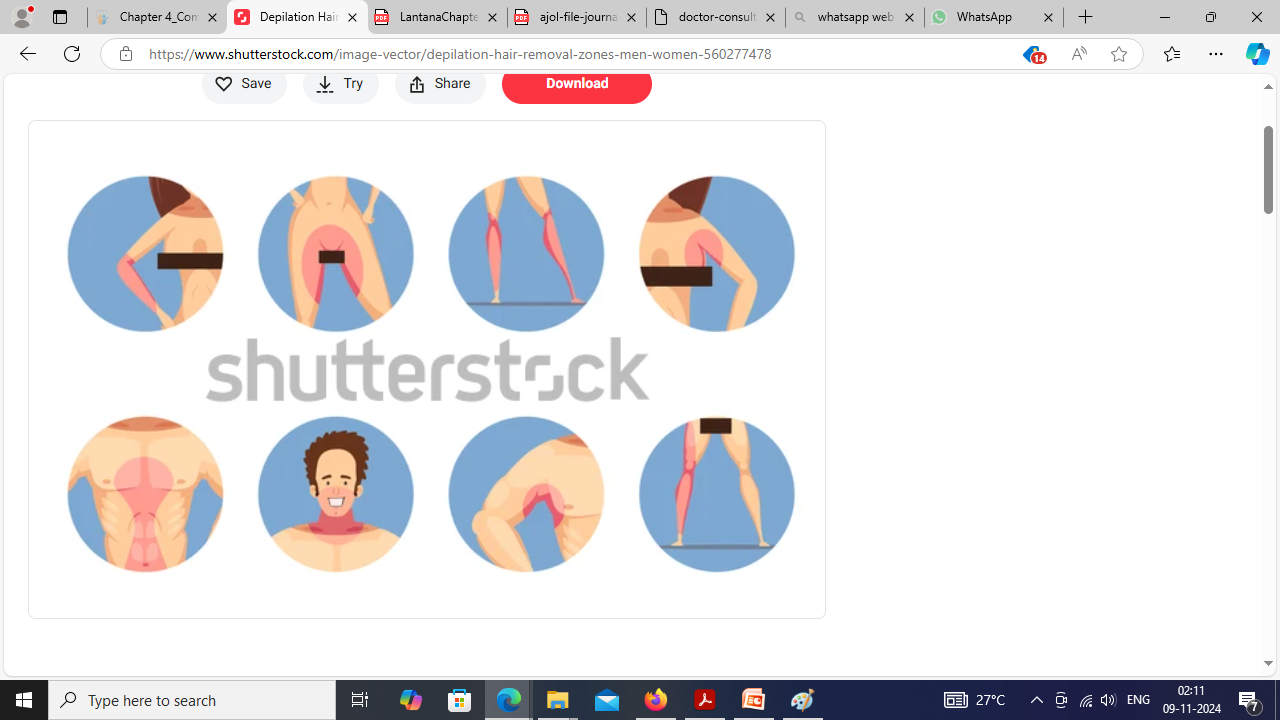 Chapter 4_Con
Depilation Hair
LantanaChapte
ajol-file-journa
doctsor consult
whatsapp web
WhatsApp
https://www.shutterstock.com/image-vector/depilation-hair-removal-zones-men-women-560277478
14
Save
Try
Share
Download
shutterstock
Type here to search
27°C
ENG
02:11
09-11-2024
7